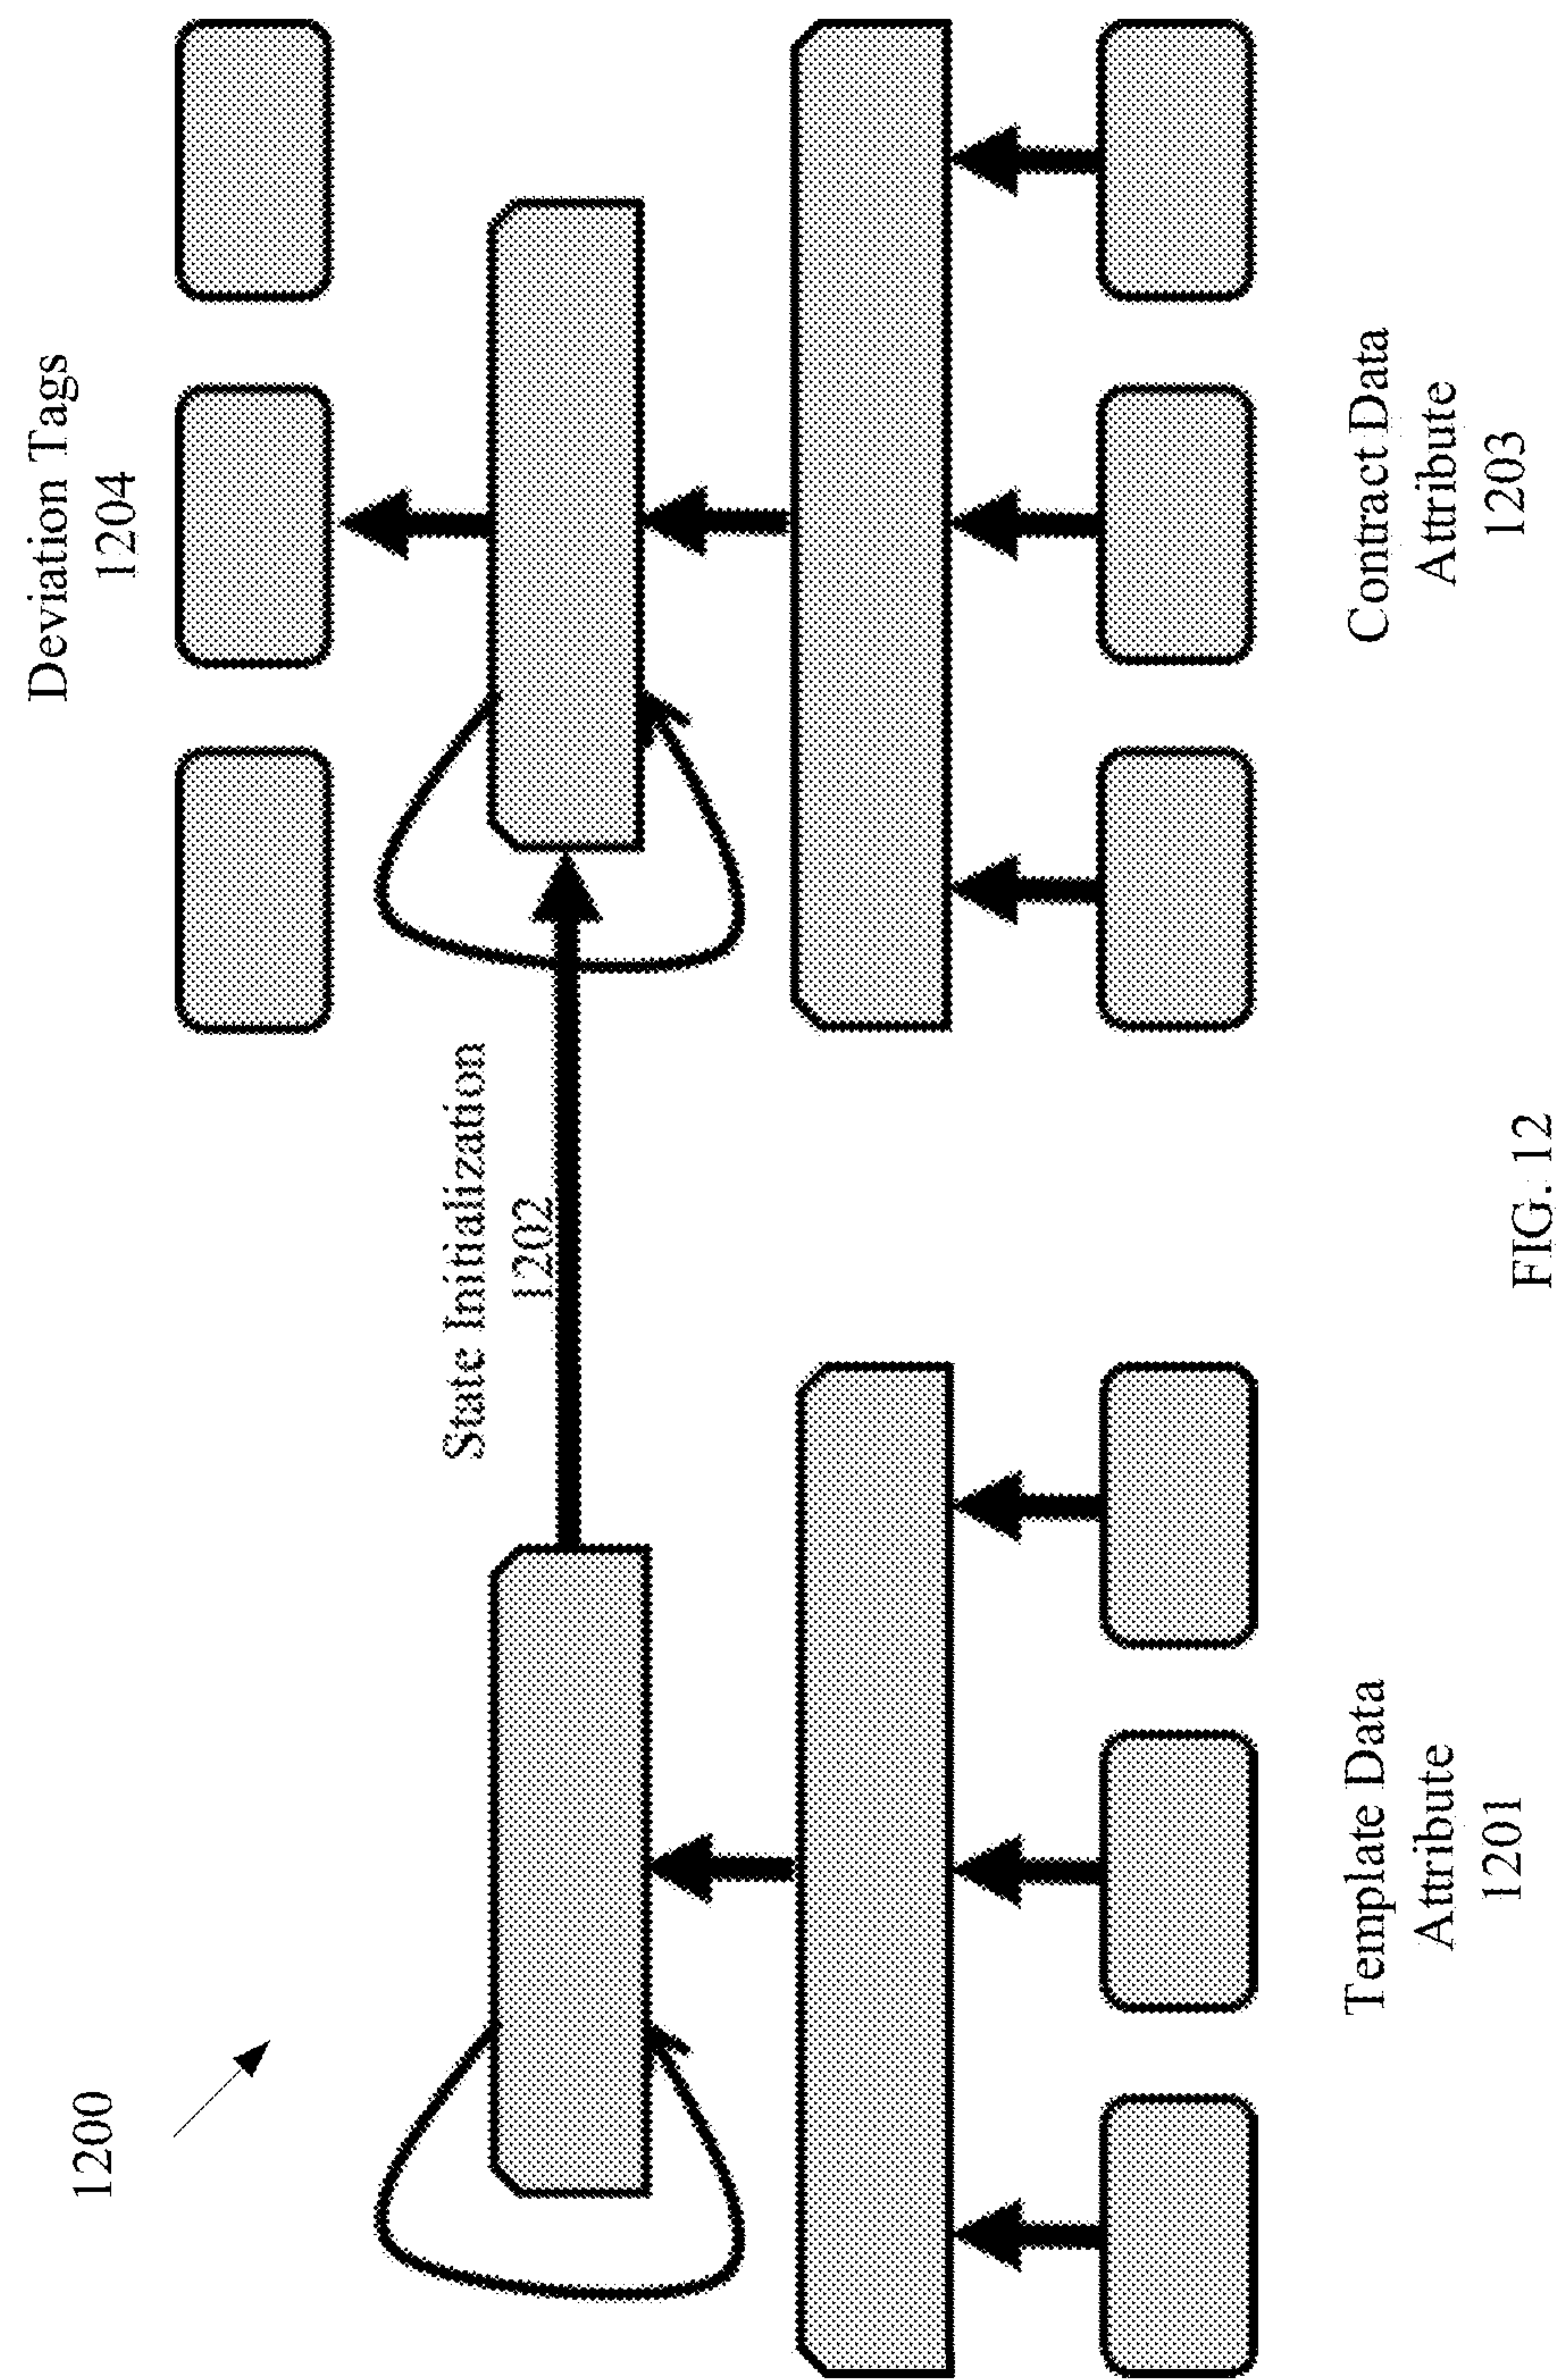 1200
Deviation Tags
1204
State Initialization
1202
Template Data
Attribute
1201
Contract Data
Attribute
1203
FIG. 12